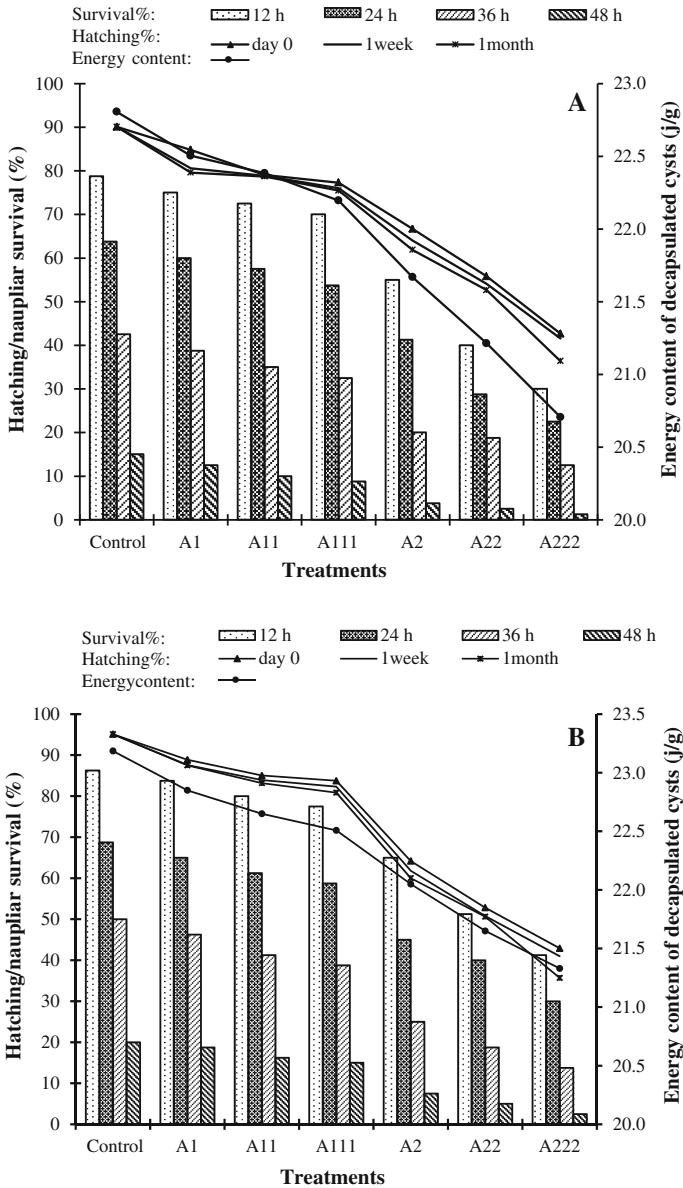 Survival%: 12 h 24 h 36 h 48 h
Hatching%: day 0 1week 1month
Energy content:
A
100
90
80
70
60
50
40
30
20
10
0
Hatching/naupliar survival (%)
23.0
22.5
22.0
21.5
21.0
20.5
20.0
Energy content of decapsulated cysts (j/g)
Control A1 A11 A111 A2 A22 A222
Treatments
Survival%: 12 h 24 h 36 h 48 h
Hatching%: day 0 1week 1month
Energycontent:
B
100
90
80
70
60
50
40
30
20
10
0
Hatching/naupliar survival (%)
23.5
23.0
22.5
22.0
21.5
21.0
20.5
20.0
Energy content of decapsulated cysts (j/g)
Control A1 A11 A111 A2 A22 A222
Treatments